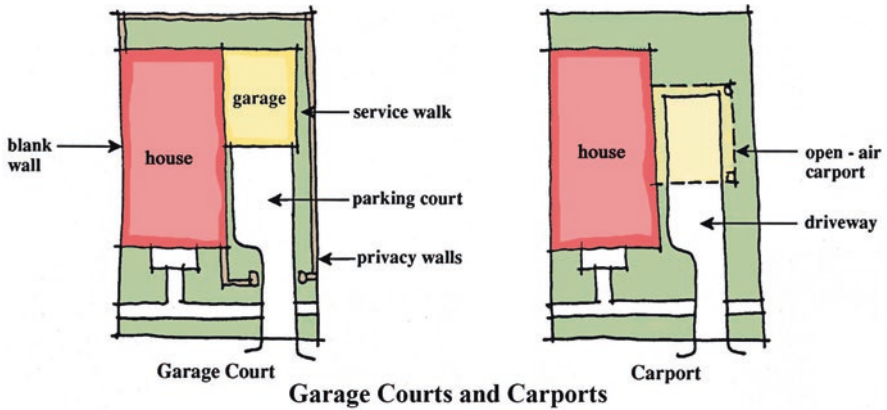 garage
service walk
blank
wall
house
parking court
privacy walls
Garage Court
house
open - air
carport
driveway
Carport
Garage Courts and Carports